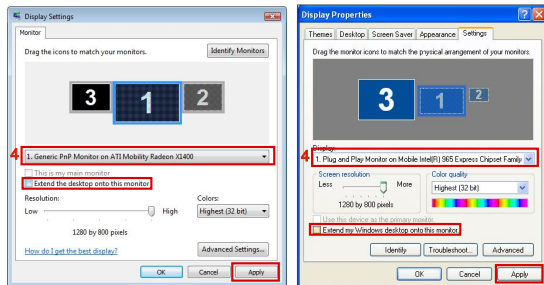 Display Settings
Monitor
Drag the icons to match your monitors.
Identify Monitors
3
1
2
4
1. Generic PnP Monitor on ATI Mobility Radeon X1400
This is my main monitor
Extend the desktop onto this monitor
Resolution:
Colors:
Low
High
Highest (32 bit)
1280 by 800 pixels
How do I get the best display?
Advanced Settings...
OK
Cancel
Apply
Display Properties
Themes
Desktop
Screen Saver
Appearance
Settings
Drag the monitor icons to match the physical arrangement of your monitors.
3
1
2
Display:
4
1. Plug and Play Monitor on Mobile Intel(R) 965 Express Chipset Family
Screen resolution
Color quality
Less
More
Highest (32 bit)
1280 by 800 pixels
Use this device as the primary monitor.
Extend my Windows desktop onto this monitor.
Identify
Troubleshoot...
Advanced
OK
Cancel
Apply